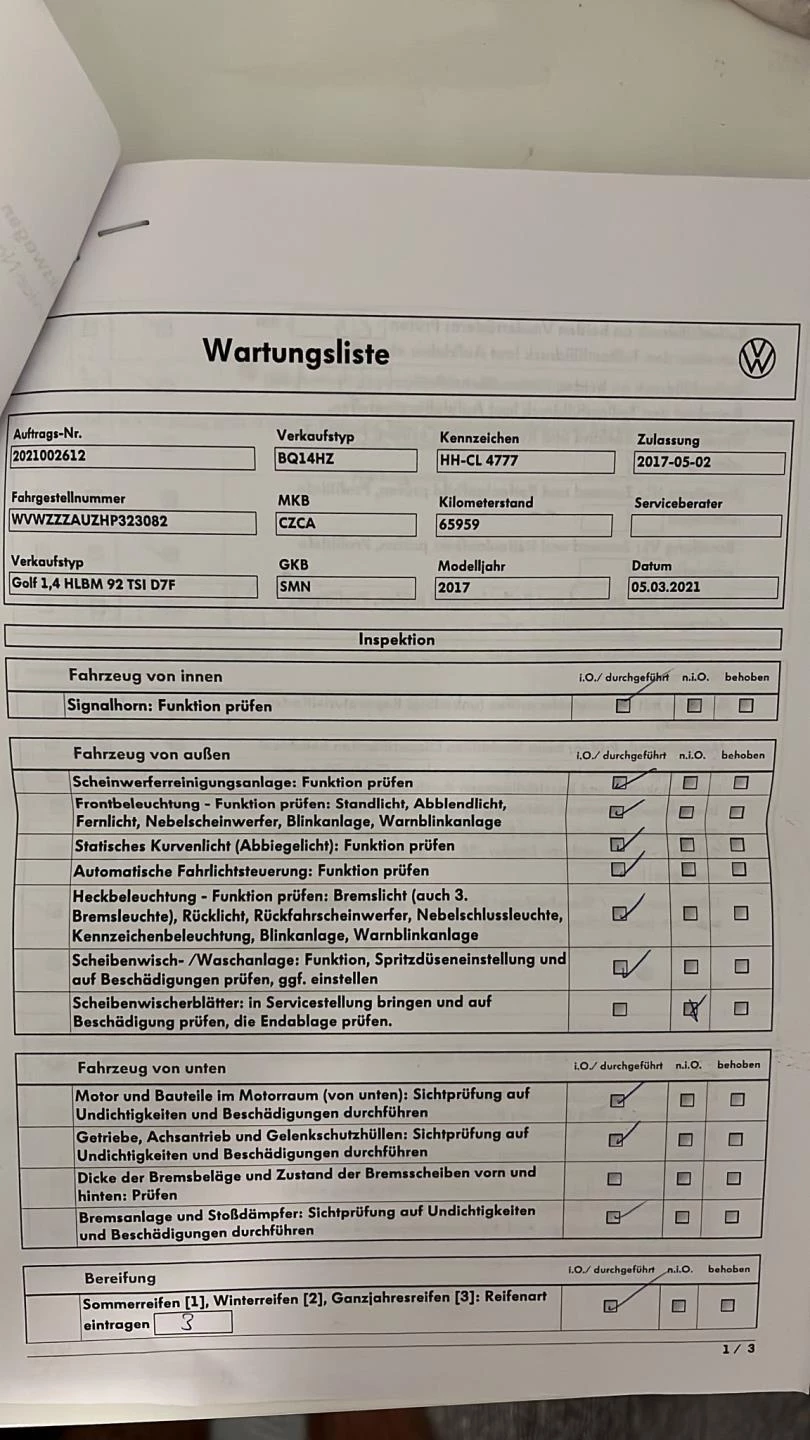 Wartungsliste
Auftrags-Nr. Verkaufstyp Kennzeichen Zulassung
2021002612 BQ14HZ HH-CL 4777 2017-05-02
Fahrgestellnummer MKB Kilometerstand Serviceberater
WVWZZZAUZHP323082 CZCA 65959
Verkaufstyp GKB Modelljahr Datum
Golf 1,4 HLBM 92 TSI D7F SMN 2017 05.03.2021
Inspektion
Fahrzeug von innen i.O./ durchgeführt n.i.O. behoben
Signalhorn: Funktion prüfen
Fahrzeug von außen i.O./ durchgeführt n.i.O. behoben
Scheinwerferreinigungsanlage: Funktion prüfen
Frontbeleuchtung - Funktion prüfen: Standlicht, Abblendlicht,
Fernlicht, Nebelscheinwerfer, Blinkanlage, Warnblinkanlage
Statisches Kurvenlicht (Abbiegelicht): Funktion prüfen
Automatische Fahrlichtsteuerung: Funktion prüfen
Heckbeleuchtung - Funktion prüfen: Bremslicht (auch 3.
Bremsleuchte), Rücklicht, Rückfahrscheinwerfer, Nebelschlussleuchte,
Kennzeichenbeleuchtung, Blinkanlage, Warnblinkanlage
Scheibenwisch- /Waschanlage: Funktion, Spritzdüseneinstellung und
auf Beschädigungen prüfen, ggf. einstellen
Scheibenwischerblätter: in Servicestellung bringen und auf
Beschädigung prüfen, die Endablage prüfen.
Fahrzeug von unten i.O./ durchgeführt n.i.O. behoben
Motor und Bauteile im Motorraum (von unten): Sichtprüfung auf
Undichtigkeiten und Beschädigungen durchführen
Getriebe, Achsantrieb und Gelenkschutzhüllen: Sichtprüfung auf
Undichtigkeiten und Beschädigungen durchführen
Dicke der Bremsbeläge und Zustand der Bremsscheiben vorn und
hinten: Prüfen
Bremsanlage und Stoßdämpfer: Sichtprüfung auf Undichtigkeiten
und Beschädigungen durchführen
Bereifung i.O./ durchgeführt n.i.O. behoben
Sommerreifen [1], Winterreifen [2], Ganzjahresreifen [3]: Reifenart
eintragen 3
1 / 3